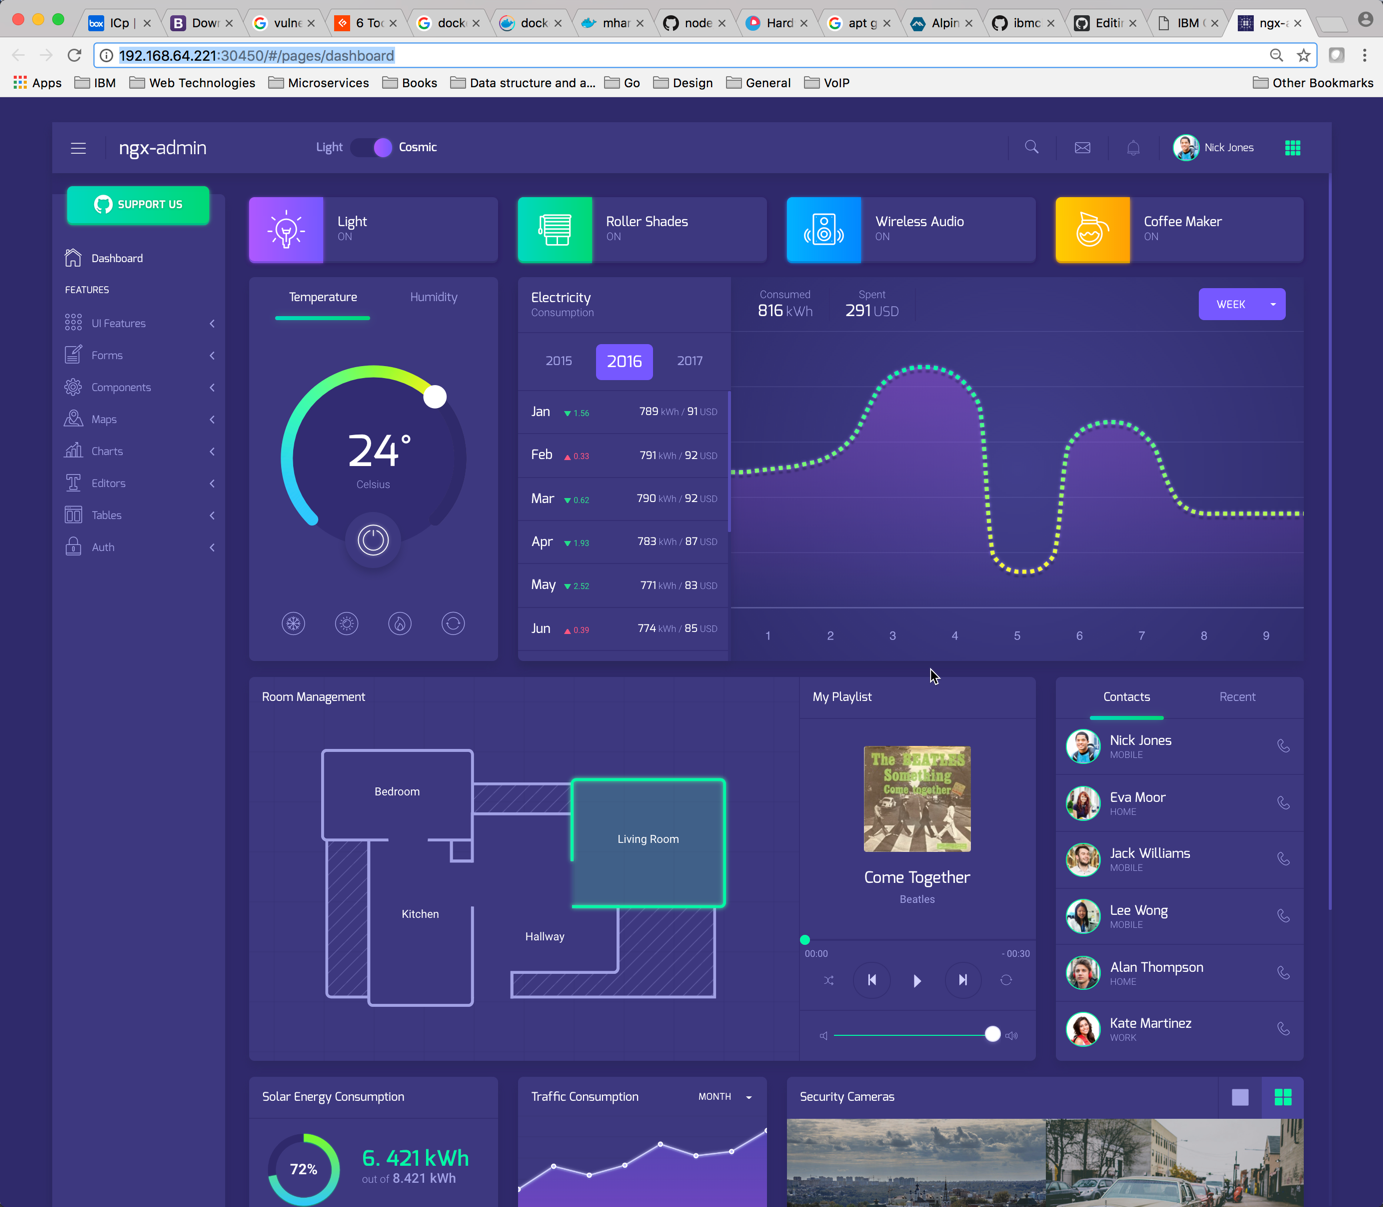 ICp |
Dow
vulne
6 Too
dock
dock
mhar
node
Hard
apt g
Alpin
ibmc
Editi
IBM
ngx-
192.168.64.221:30450/#/pages/dashboard
Apps
IBM
Web Technologies
Microservices
Books
Data structure and a...
Go
Design
General
VoIP
Other Bookmarks
ngx-admin
Light
Cosmic
Nick Jones
SUPPORT US
Dashboard
FEATURES
UI Features
Forms
Components
Maps
Charts
Editors
Tables
Auth
Light
ON
Roller Shades
ON
Wireless Audio
ON
Coffee Maker
ON
Temperature
Humidity
24°
Celsius
Electricity
Consumption
2015
2016
2017
Jan 1.56 789 kWh / 91 USD
Feb 0.33 791 kWh / 92 USD
Mar 0.62 790 kWh / 92 USD
Apr 1.93 783 kWh / 87 USD
May 2.52 771 kWh / 83 USD
Jun 0.39 774 kWh / 85 USD
Consumed
816 kWh
Spent
291 USD
WEEK
1 2 3 4 5 6 7 8 9
Room Management
Bedroom
Living Room
Kitchen
Hallway
My Playlist
The BEATLES
Something
Come together
Come Together
Beatles
00:00
- 00:30
Contacts
Recent
Nick Jones
MOBILE
Eva Moor
HOME
Jack Williams
MOBILE
Lee Wong
MOBILE
Alan Thompson
HOME
Kate Martinez
WORK
Solar Energy Consumption
72%
6. 421 kWh
out of 8.421 kWh
Traffic Consumption
MONTH
Security Cameras